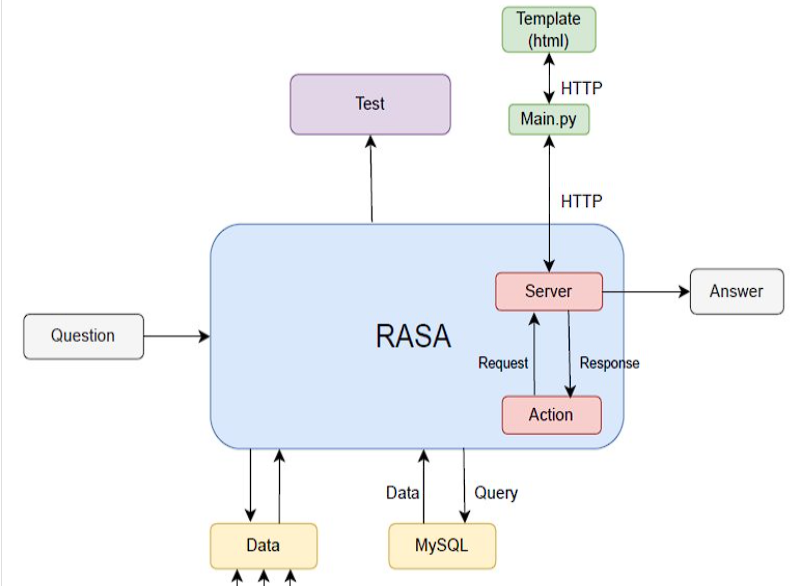 Template
(html)
HTTP
Test
Main.py
HTTP
Server
Answer
Question
RASA
Request
Response
Action
Data
Query
Data
MySQL